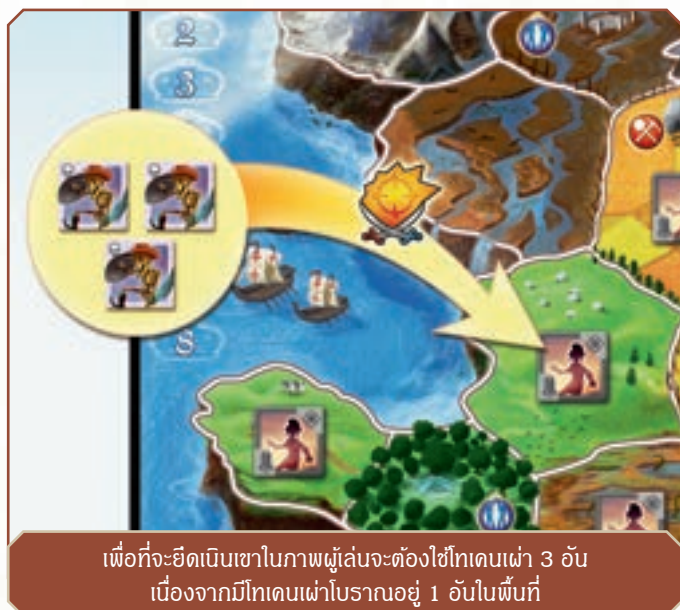 2
3
8
เพื่อที่จะยึดเนินเขาในภาพผู้เล่นจะต้องใช้โทเคนเผ่า 3 อัน
เนื่องจากมีโทเคนเผ่าโบราณอยู่ 1 อันในพื้นที่